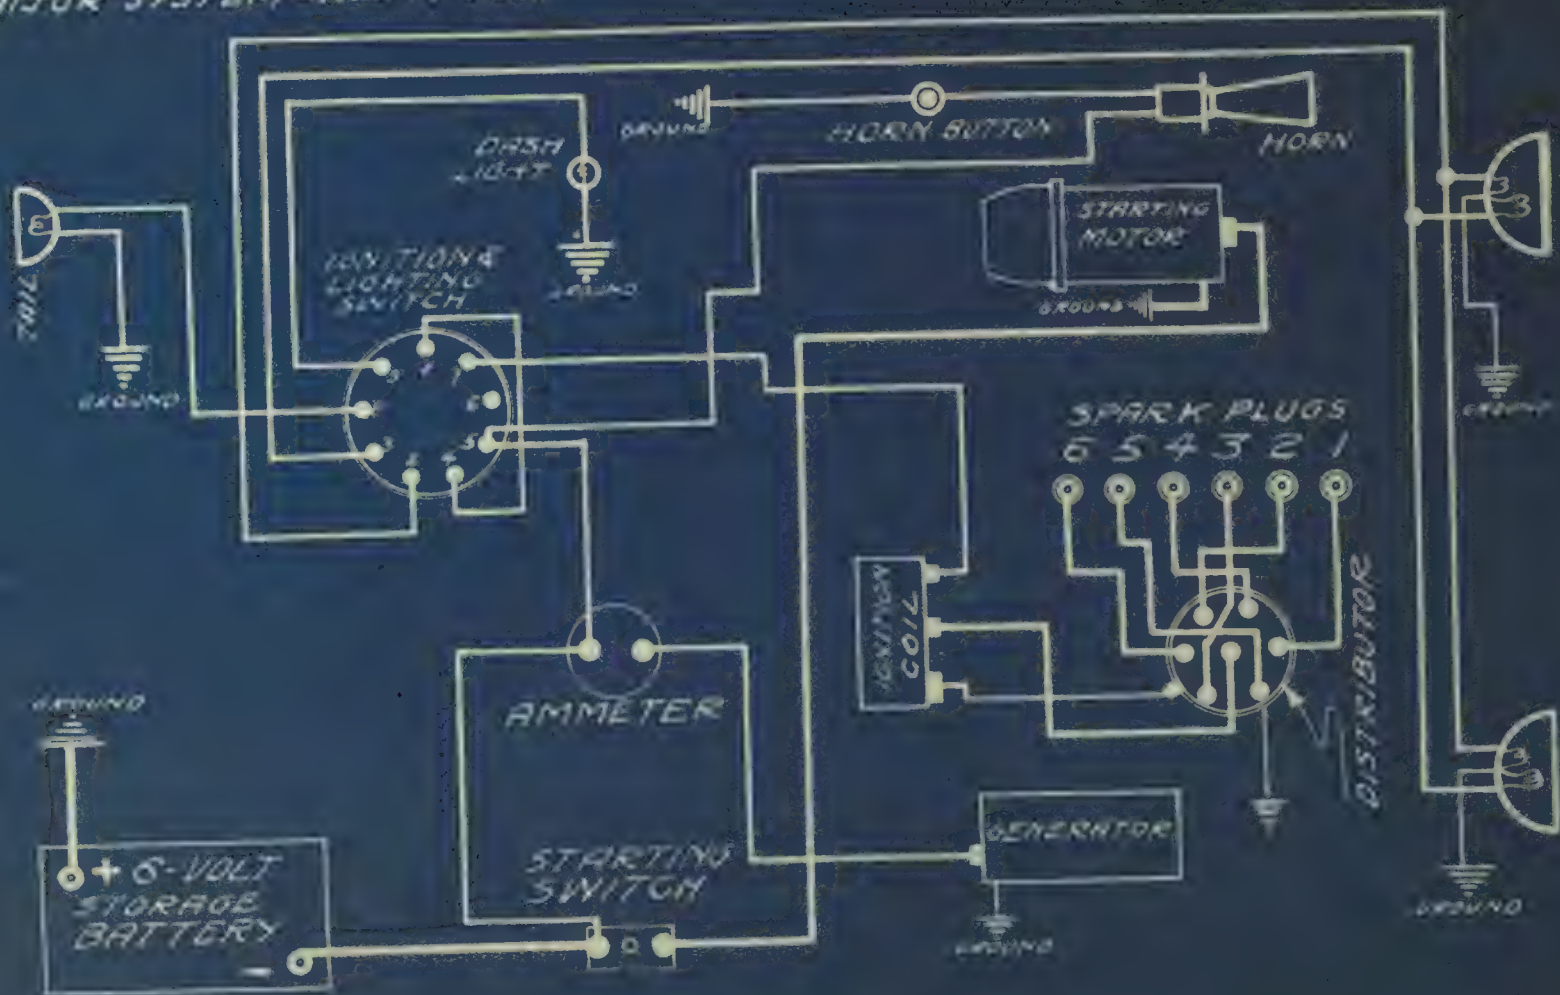 SYSTEM
GROUND
HORN BUTTON
HORN
DASH
LIGHT
GROUND
STARTING
MOTOR
GROUND
IGNITION &
LIGHTING
SWITCH
TAIL
GROUND
GROUND
SPARK PLUGS
6 5 4 3 2 1
IGNITION
COIL
DISTRIBUTOR
AMMETER
GROUND
+ 6-VOLT
STORAGE
BATTERY
-
STARTING
SWITCH
GENERATOR
GROUND
GROUND